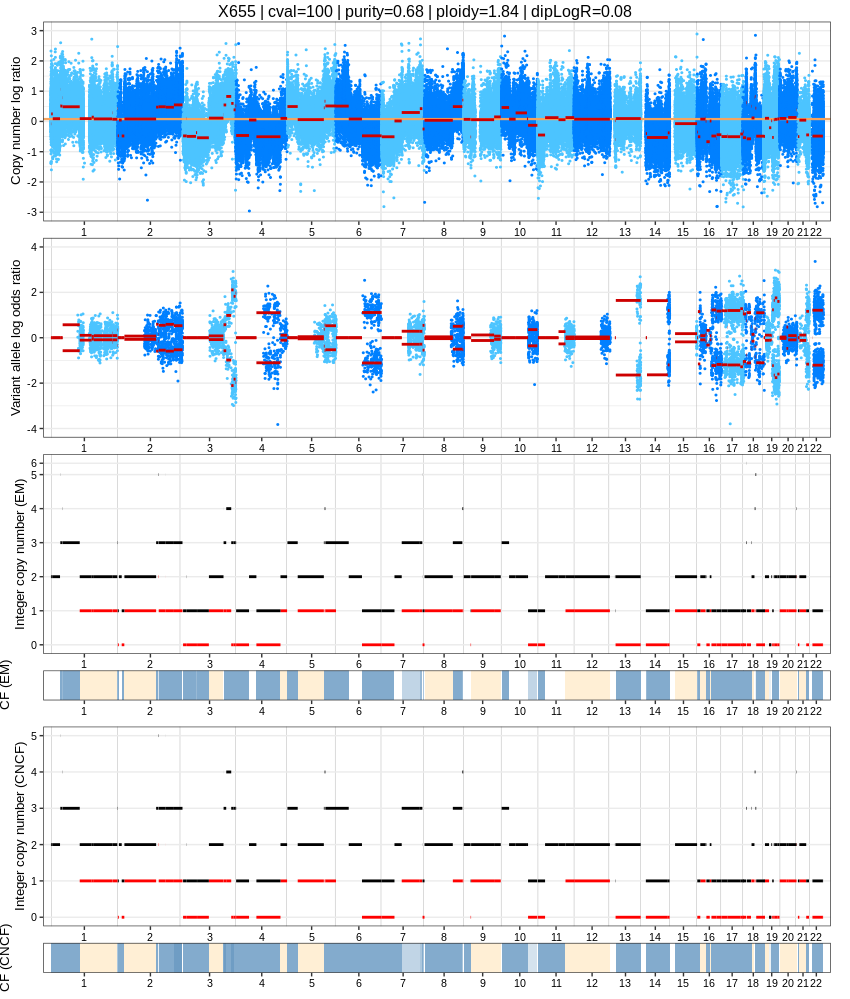 X655 | cval=100 | purity=0.68 | ploidy=1.84 | dipLogR=0.08
Copy number log ratio
3
2
1
0
-1
-2
-3
1 2 3 4 5 6 7 8 9 10 11 12 13 14 15 16 17 18 19 20 21 22
Variant allele log odds ratio
4
2
0
-2
-4
1 2 3 4 5 6 7 8 9 10 11 12 13 14 15 16 17 18 19 20 21 22
Integer copy number (EM)
6
5
4
3
2
1
0
1 2 3 4 5 6 7 8 9 10 11 12 13 14 15 16 17 18 19 20 21 22
CF (EM)
1 2 3 4 5 6 7 8 9 10 11 12 13 14 15 16 17 18 19 20 21 22
Integer copy number (CNCF)
5
4
3
2
1
0
1 2 3 4 5 6 7 8 9 10 11 12 13 14 15 16 17 18 19 20 21 22
CF (CNCF)
1 2 3 4 5 6 7 8 9 10 11 12 13 14 15 16 17 18 19 20 21 22